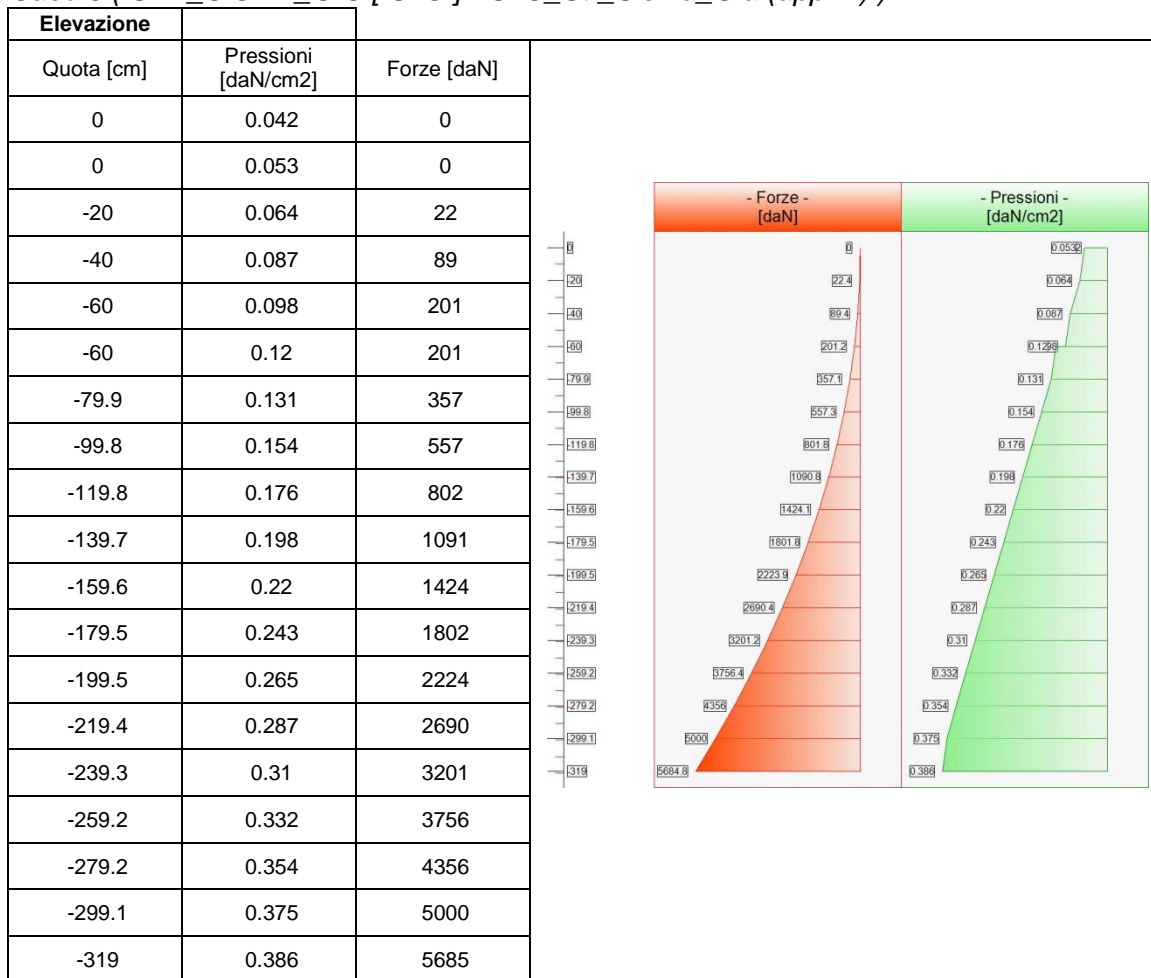 Elevazione
Quota [cm] Pressioni [daN/cm2] Forze [daN]
0 0.042 0
0 0.053 0
-20 0.064 22
-40 0.087 89
-60 0.098 201
-60 0.12 201
-79.9 0.131 357
-99.8 0.154 557
-119.8 0.176 802
-139.7 0.198 1091
-159.6 0.22 1424
-179.5 0.243 1802
-199.5 0.265 2224
-219.4 0.287 2690
-239.3 0.31 3201
-259.2 0.332 3756
-279.2 0.354 4356
-299.1 0.375 5000
-319 0.386 5685
- Forze - [daN]
- Pressioni - [daN/cm2]
0 0
-20 22.4 0.064
-40 89.4 0.087
-60 201.2
-79.9 357.1 0.131
-99.8 557.3 0.154
-119.8 801.8 0.176
-139.7 1090.8 0.198
-159.6 1424.1 0.22
-179.5 1801.8 0.243
-199.5 2223.9 0.265
-219.4 2690.4 0.287
-239.3 3201.2 0.31
-259.2 3756.4 0.332
-279.2 4356 0.354
-299.1 5000 0.375
-319 5684.8 0.386